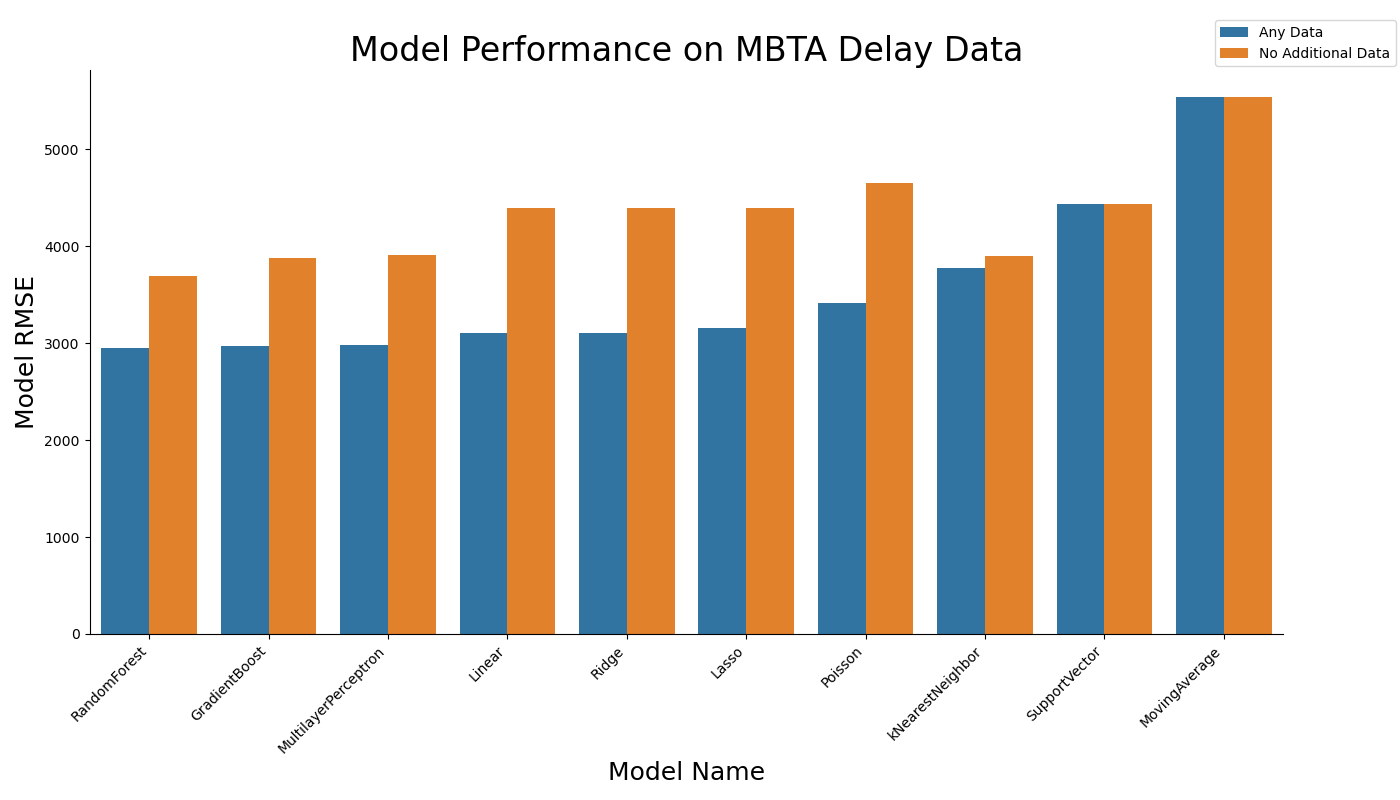 Model Performance on MBTA Delay Data
Any Data
No Additional Data
Model RMSE
5000
4000
3000
2000
1000
0
RandomForest
GradientBoost
MultilayerPerceptron
Linear
Ridge
Lasso
Poisson
kNearestNeighbor
SupportVector
MovingAverage
Model Name